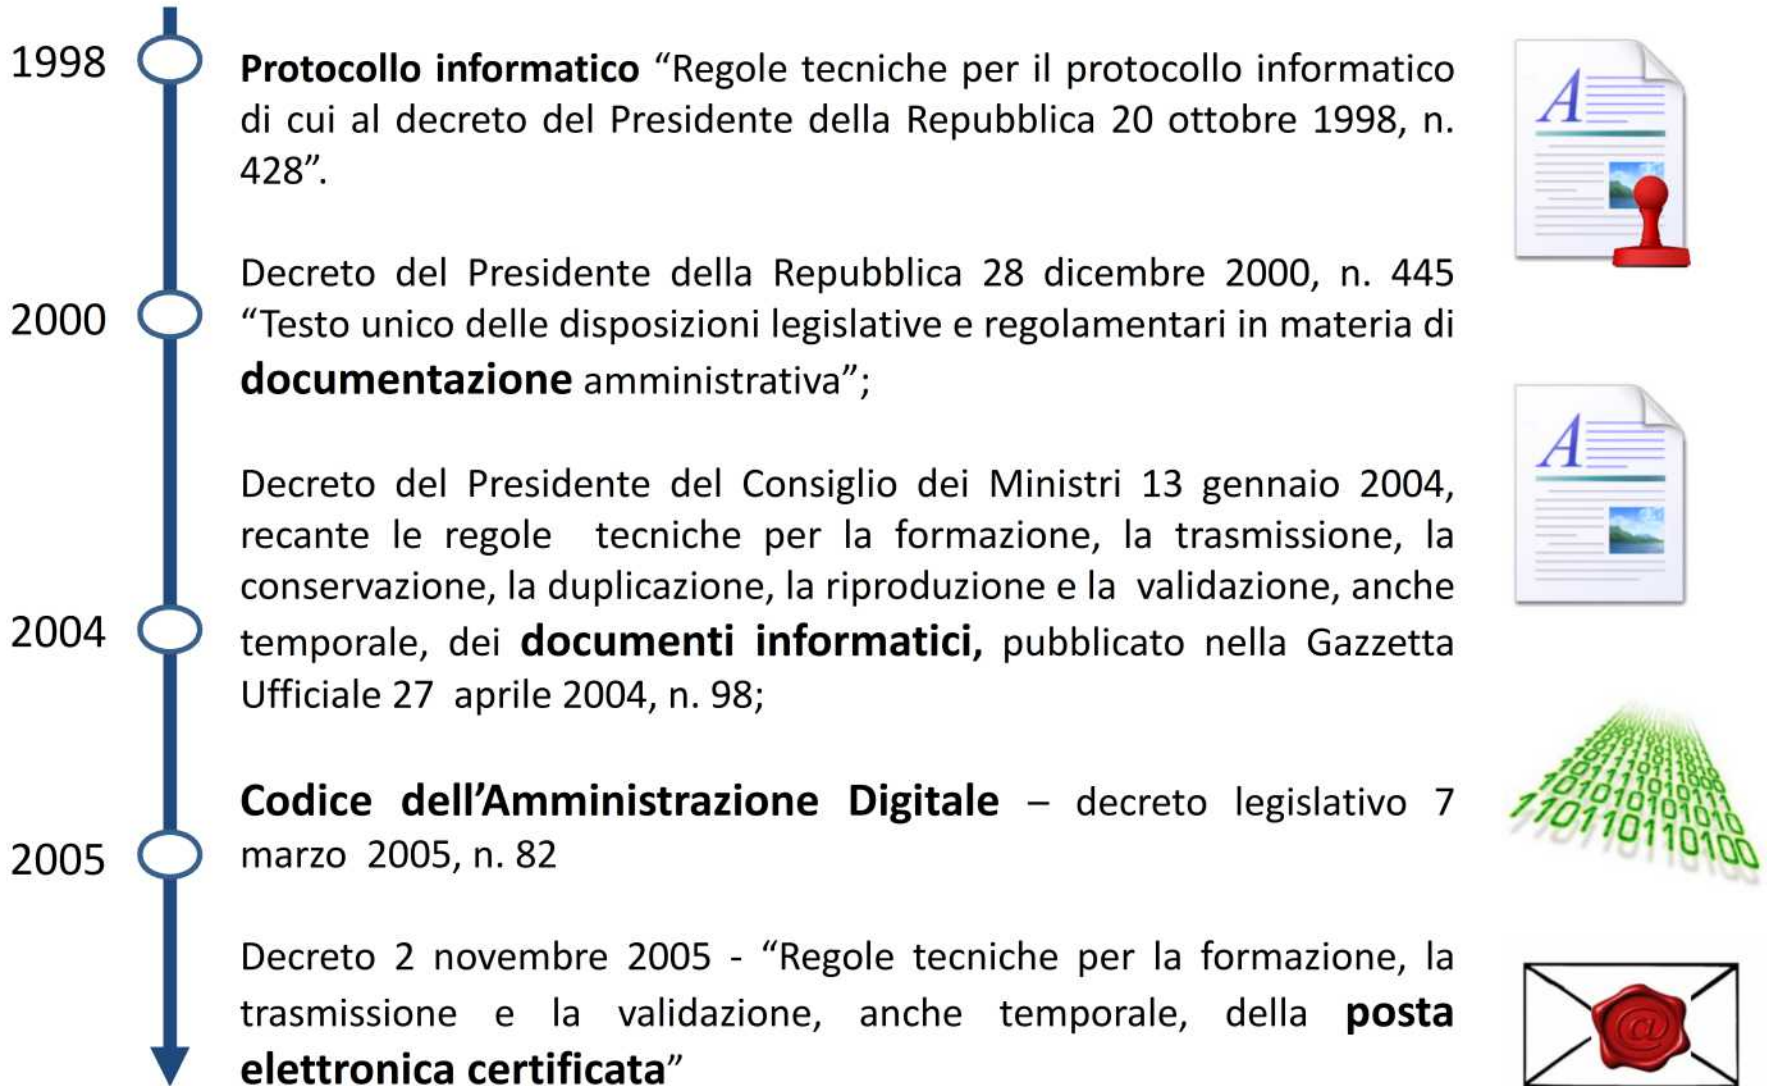 1998
Protocollo informatico “Regole tecniche per il protocollo informatico
di cui al decreto del Presidente della Repubblica 20 ottobre 1998, n.
428”.
Decreto del Presidente della Repubblica 28 dicembre 2000, n. 445
2000
“Testo unico delle disposizioni legislative e regolamentari in materia di
documentazione amministrativa”;
Decreto del Presidente del Consiglio dei Ministri 13 gennaio 2004,
recante le regole tecniche per la formazione, la trasmissione, la
conservazione, la duplicazione, la riproduzione e la validazione, anche
2004
temporale, dei documenti informatici, pubblicato nella Gazzetta
Ufficiale 27 aprile 2004, n. 98;
Codice dell’Amministrazione Digitale – decreto legislativo 7
2005
marzo 2005, n. 82
Decreto 2 novembre 2005 - “Regole tecniche per la formazione, la
trasmissione e la validazione, anche temporale, della posta
elettronica certificata”
A
A
110110110100
@